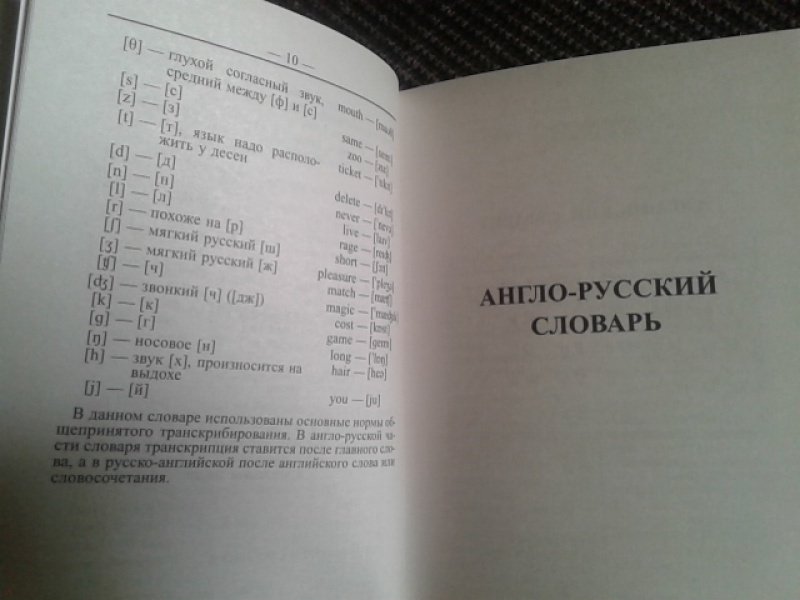 — 10 —
[θ] — глухой согласный звук,
средний между [ф] и [с] mouth —
[s] — [с] same —
[z] — [з] zoo —
[t] — [т], язык надо располо-
жить у десен ticket —
[d] — [д] delete —
[n] — [н] never —
[l] — [л] live —
[r] — похоже на [р] rage —
[ʃ] — мягкий русский [ш] short —
[ʒ] — мягкий русский [ж] pleasure —
[ʧ] — [ч] match —
[ʤ] — звонкий [ч] ([дж]) magic —
[k] — [к] cost —
[g] — [г] game —
[ŋ] — носовое [н] long — ['lɒŋ]
[h] — звук [х], произносится на
выдохе hair — [heə]
[j] — [й] you — [ju]
В данном словаре использованы основные нормы об-
щепринятого транскрибирования. В англо-русской ча-
сти словаря транскрипция ставится после главного сло-
ва, а в русско-английской после английского слова или
словосочетания.
АНГЛО-РУССКИЙ
СЛОВАРЬ